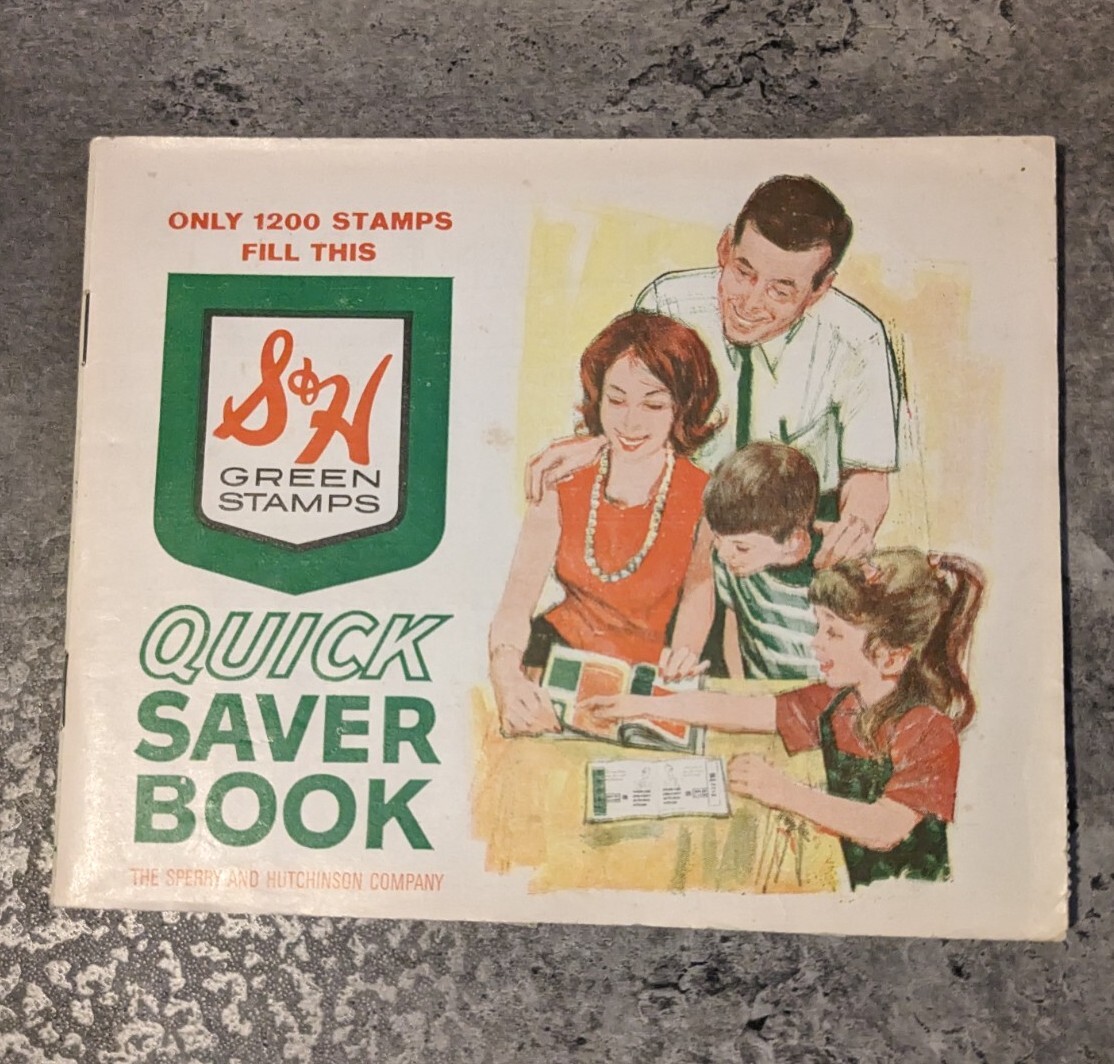 ONLY 1200 STAMPS
FILL THIS
S&H
GREEN
STAMPS
QUICK
SAVER
BOOK
THE SPERRY AND HUTCHINSON COMPANY